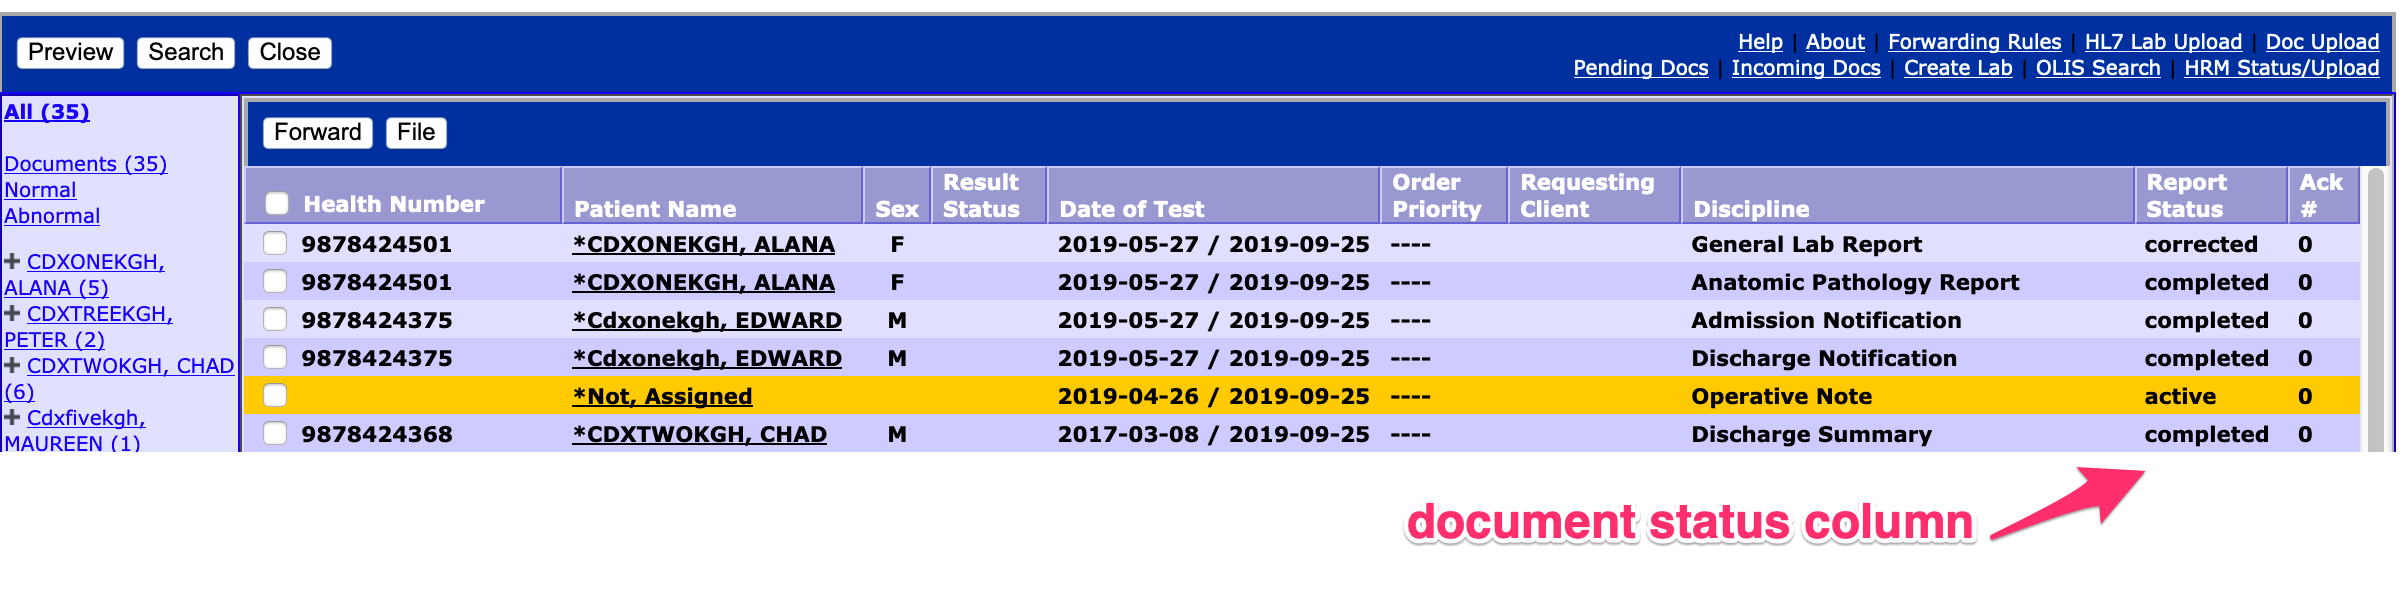 Preview Search Close
Help | About | Forwarding Rules | HL7 Lab Upload | Doc Upload
Pending Docs | Incoming Docs | Create Lab | OLIS Search | HRM Status/Upload
All (35)
Documents (35)
Normal
Abnormal
CDXONEKGH,
ALANA (5)
CDXTREEKGH,
PETER (2)
CDXTWOKGH, CHAD
(6)
Cdxfivekgh,
MAUREEN (1)
Forward File
Health Number Patient Name Sex Result Status Date of Test Order Priority Requesting Client Discipline Report Status Ack #
9878424501 *CDXONEKGH, ALANA F 2019-05-27 / 2019-09-25 ---- General Lab Report corrected 0
9878424501 *CDXONEKGH, ALANA F 2019-05-27 / 2019-09-25 ---- Anatomic Pathology Report completed 0
9878424375 *Cdxonekgh, EDWARD M 2019-05-27 / 2019-09-25 ---- Admission Notification completed 0
9878424375 *Cdxonekgh, EDWARD M 2019-05-27 / 2019-09-25 ---- Discharge Notification completed 0
*Not, Assigned 2019-04-26 / 2019-09-25 ---- Operative Note active 0
9878424368 *CDXTWOKGH, CHAD M 2017-03-08 / 2019-09-25 ---- Discharge Summary completed 0
document status column